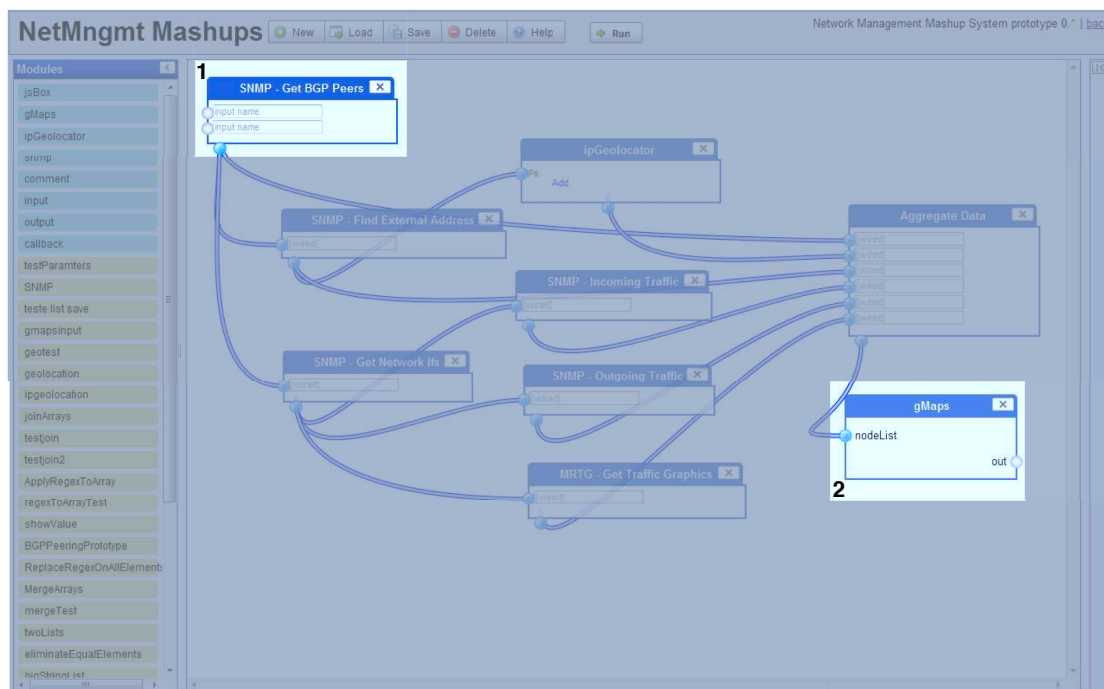 NetMngmt Mashups
New
Load
Save
Delete
Help
Run
Network Management Mashup System prototype 0.1 | bac
Modules
jsBox
gMaps
ipGeolocator
snmp
comment
input
output
callback
testParamters
SNMP
teste list save
gmapsinput
geotest
geolocation
ipgeolocation
joinArrays
testjoin
testjoin2
ApplyRegexToArray
regexToArrayTest
showValue
BGPPeeringPrototype
ReplaceRegexOnAllElements
MergeArrays
mergeTest
twoLists
eliminateEqualElements
bigStringList
1
SNMP - Get BGP Peers
input name
input name
ipGeolocator
IPs
Add
SNMP - Find External Address
[wired]
Aggregate Data
[wired]
[wired]
[wired]
[wired]
[wired]
[wired]
SNMP - Incoming Traffic
[wired]
SNMP - Get Network Ifs
[wired]
SNMP - Outgoing Traffic
[wired]
gMaps
nodeList
out
2
MRTG - Get Traffic Graphics
[wired]